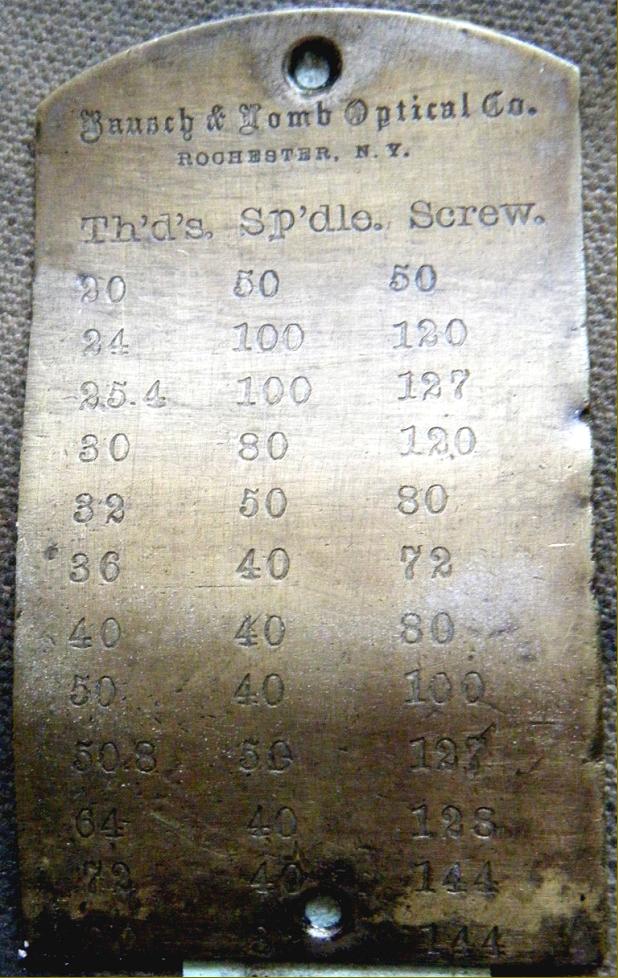 Bausch & Lomb Optical Co.
ROCHESTER, N.Y.
Th'd's. Sp'dle. Screw.
20 50 50
24 100 120
25.4 100 127
30 80 120
32 50 80
36 40 72
40 40 80
50 40 100
50.8 50 127
64 40 128
72 40 144
144